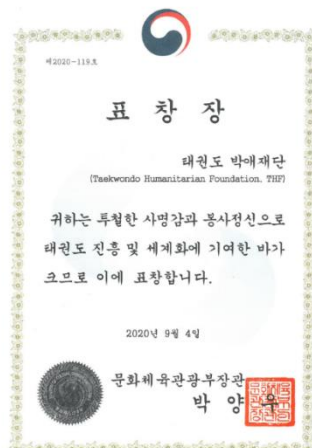 제2020-119호
표 창 장
태권도 박애재단
(Taekwondo Humanitarian Foundation. THF)
귀하는 투철한 사명감과 봉사정신으로
태권도 진흥 및 세계화에 기여한 바가
크므로 이에 표창합니다.
2020년 9월 4일
문화체육관광부장관
박 양 우